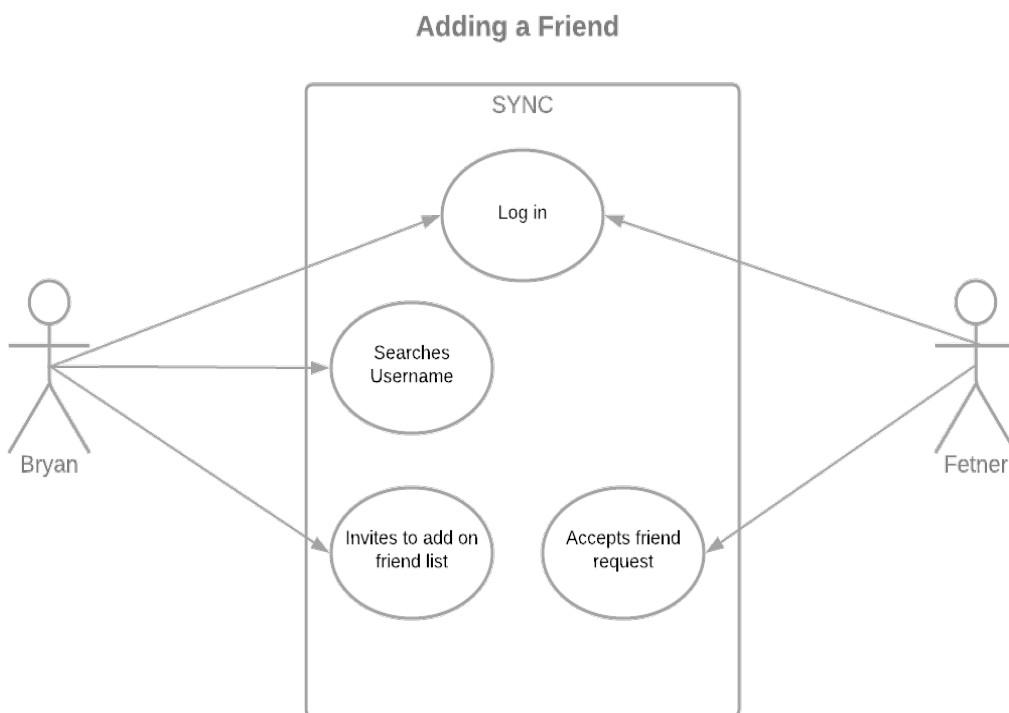 Adding a Friend
SYNC
Log in
Searches
Username
Bryan
Fetner
Invites to add on
friend list
Accepts friend
request